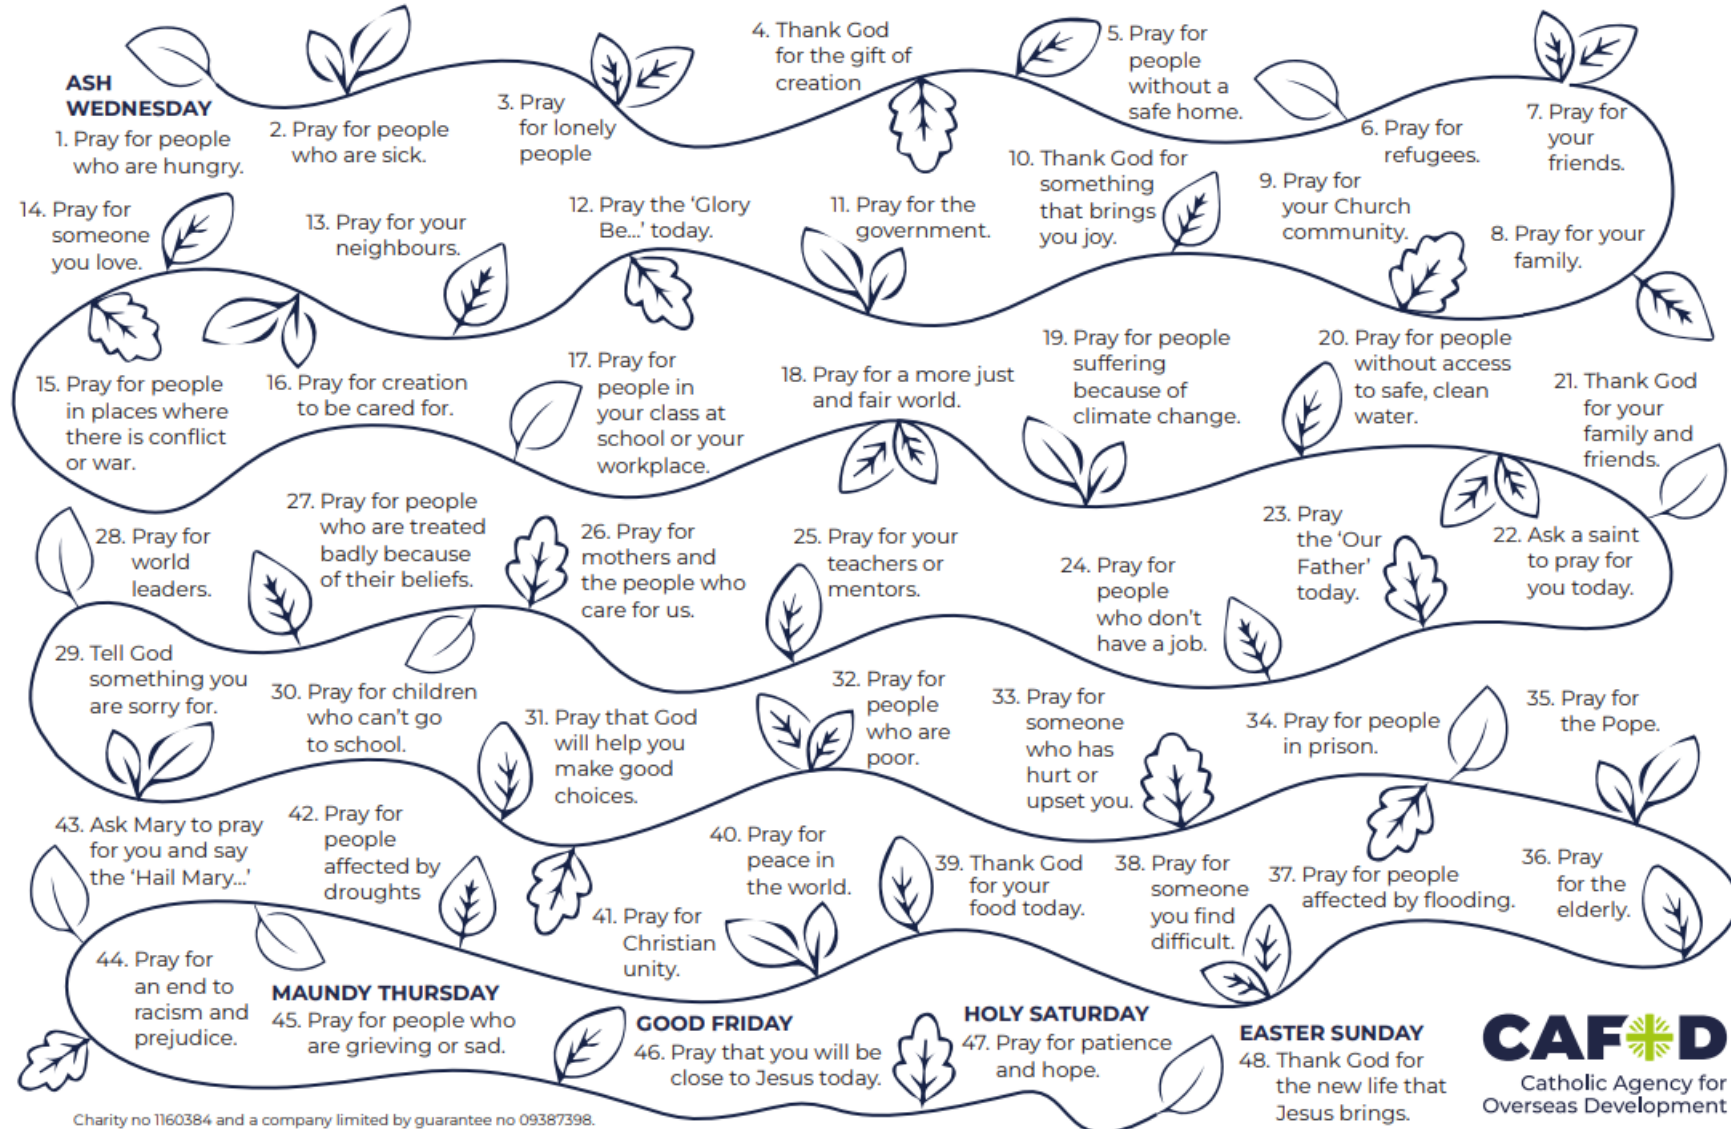 ASH
WEDNESDAY
1. Pray for people
who are hungry.
2. Pray for people
who are sick.
3. Pray
for lonely
people
4. Thank God
for the gift of
creation
5. Pray for
people
without a
safe home.
6. Pray for
refugees.
7. Pray for
your
friends.
8. Pray for your
family.
9. Pray for
your Church
community.
10. Thank God for
something
that brings
you joy.
11. Pray for the
government.
12. Pray the ‘Glory
Be...’ today.
13. Pray for your
neighbours.
14. Pray for
someone
you love.
15. Pray for people
in places where
there is conflict
or war.
16. Pray for creation
to be cared for.
17. Pray for
people in
your class at
school or your
workplace.
18. Pray for a more just
and fair world.
19. Pray for people
suffering
because of
climate change.
20. Pray for people
without access
to safe, clean
water.
21. Thank God
for your
family and
friends.
22. Ask a saint
to pray for
you today.
23. Pray
the ‘Our
Father’
today.
24. Pray for
people
who don’t
have a job.
25. Pray for your
teachers or
mentors.
26. Pray for
mothers and
the people who
care for us.
27. Pray for people
who are treated
badly because
of their beliefs.
28. Pray for
world
leaders.
29. Tell God
something you
are sorry for.
30. Pray for children
who can’t go
to school.
31. Pray that God
will help you
make good
choices.
32. Pray for
people
who are
poor.
33. Pray for
someone
who has
hurt or
upset you.
34. Pray for people
in prison.
35. Pray for
the Pope.
36. Pray
for the
elderly.
37. Pray for people
affected by flooding.
38. Pray for
someone
you find
difficult.
39. Thank God
for your
food today.
40. Pray for
peace in
the world.
41. Pray for
Christian
unity.
42. Pray for
people
affected by
droughts
43. Ask Mary to pray
for you and say
the ‘Hail Mary...’
44. Pray for
an end to
racism and
prejudice.
MAUNDY THURSDAY
45. Pray for people who
are grieving or sad.
GOOD FRIDAY
46. Pray that you will be
close to Jesus today.
HOLY SATURDAY
47. Pray for patience
and hope.
EASTER SUNDAY
48. Thank God for
the new life that
Jesus brings.
CAFOD
Catholic Agency for
Overseas Development
Charity no 1160384 and a company limited by guarantee no 09387398.